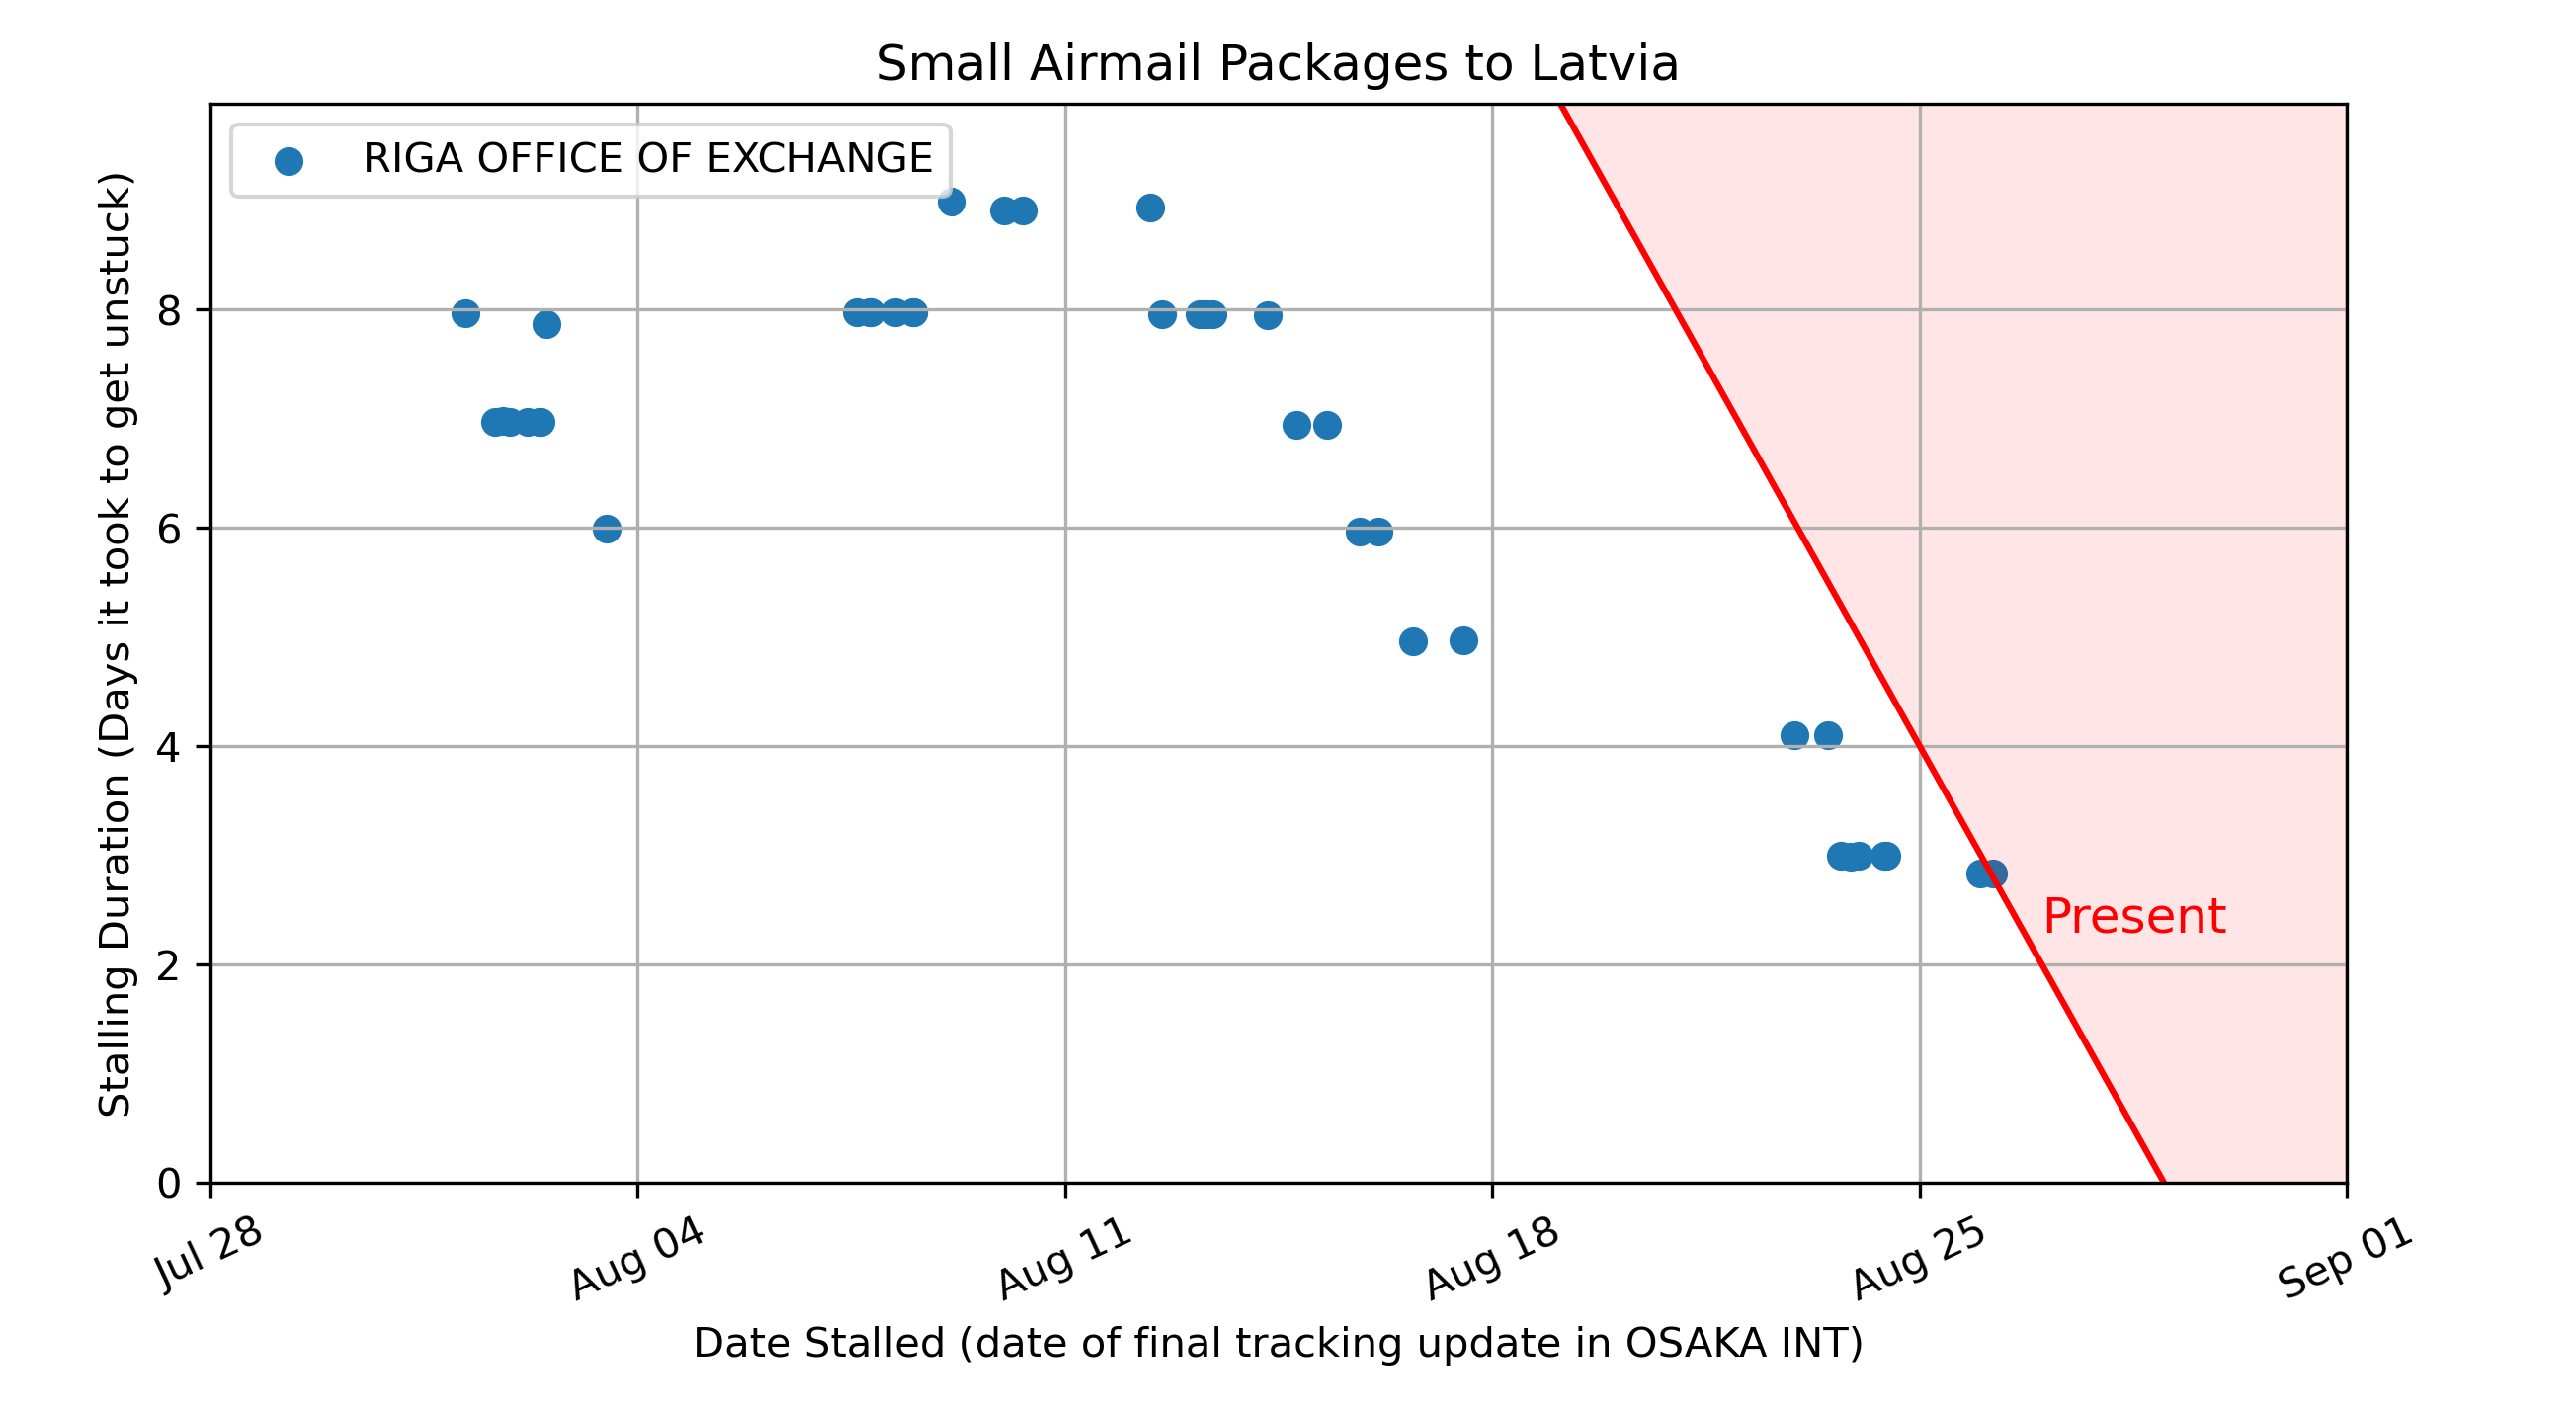 Small Airmail Packages to Latvia
RIGA OFFICE OF EXCHANGE
Stalling Duration (Days it took to get unstuck)
8
6
4
2
0
Present
Jul 28
Aug 04
Aug 11
Aug 18
Aug 25
Sep 01
Date Stalled (date of final tracking update in OSAKA INT)